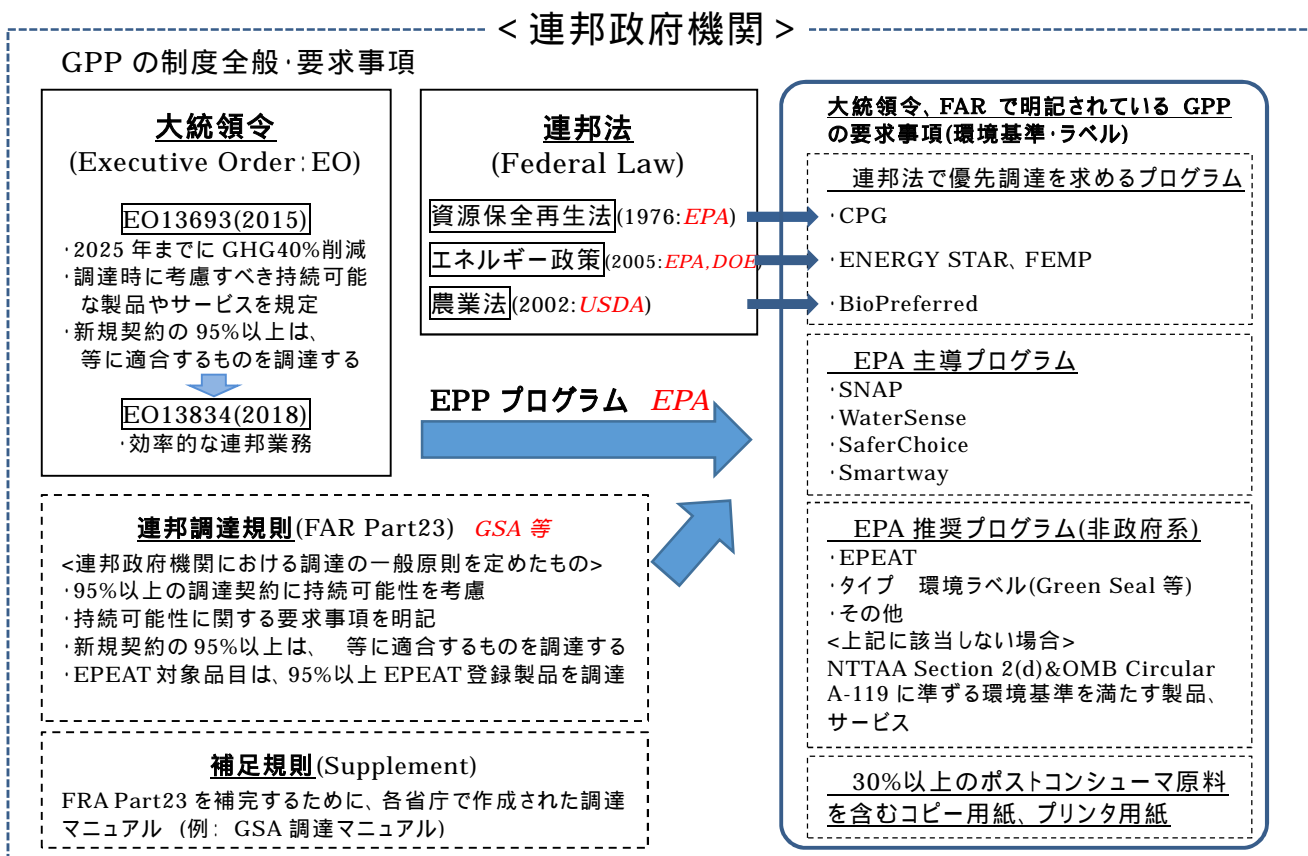 <連邦政府機関>
GPP の制度全般・要求事項
大統領令
(Executive Order：EO)
EO13693(2015)
・2025 年までに GHG40%削減
・調達時に考慮すべき持続可能
な製品やサービスを規定
・新規契約の 95%以上は、
等に適合するものを調達する
EO13834(2018)
・効率的な連邦業務
連邦法
(Federal Law)
資源保全再生法(1976:EPA)
エネルギー政策(2005:EPA,DOE)
農業法(2002:USDA)
EPP プログラム EPA
連邦調達規則(FAR Part23) GSA 等
<連邦政府機関における調達の一般原則を定めたもの>
・95%以上の調達契約に持続可能性を考慮
・持続可能性に関する要求事項を明記
・新規契約の 95%以上は、 等に適合するものを調達する
・EPEAT 対象品目は、95%以上 EPEAT 登録製品を調達
補足規則(Supplement)
FRA Part23 を補完するために、各省庁で作成された調達
マニュアル (例： GSA 調達マニュアル)
大統領令、FAR で明記されている GPP
の要求事項(環境基準・ラベル)
連邦法で優先調達を求めるプログラム
・CPG
・ENERGY STAR、FEMP
・BioPreferred
EPA 主導プログラム
・SNAP
・WaterSense
・SaferChoice
・Smartway
EPA 推奨プログラム(非政府系)
・EPEAT
・タイプ 環境ラベル(Green Seal 等)
・その他
<上記に該当しない場合>
NTTAA Section 2(d)&OMB Circular
A-119 に準ずる環境基準を満たす製品、
サービス
30%以上のポストコンシューマ原料
を含むコピー用紙、プリンタ用紙